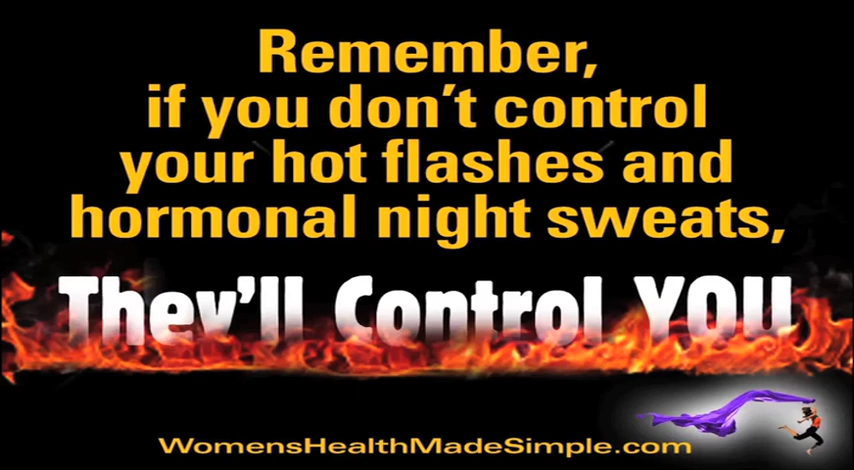 Remember,
if you don't control
your hot flashes and
hormonal night sweats,
They'll Control YOU
WomensHealthMadeSimple.com